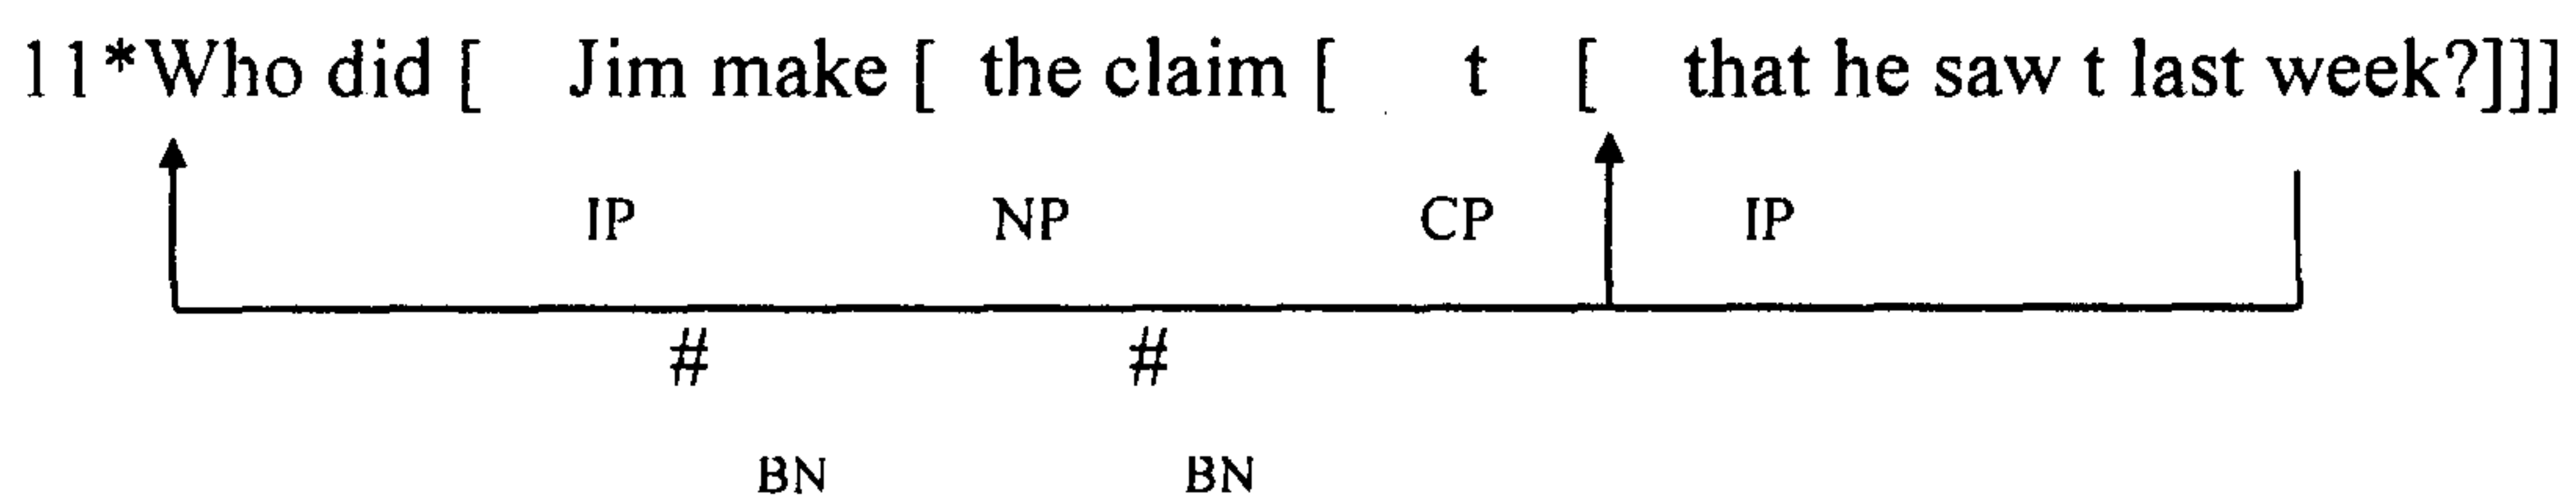 11*Who did [ Jim make [ the claim [ t [ that he saw t last week?]]]
IP NP CP IP
# #
BN BN